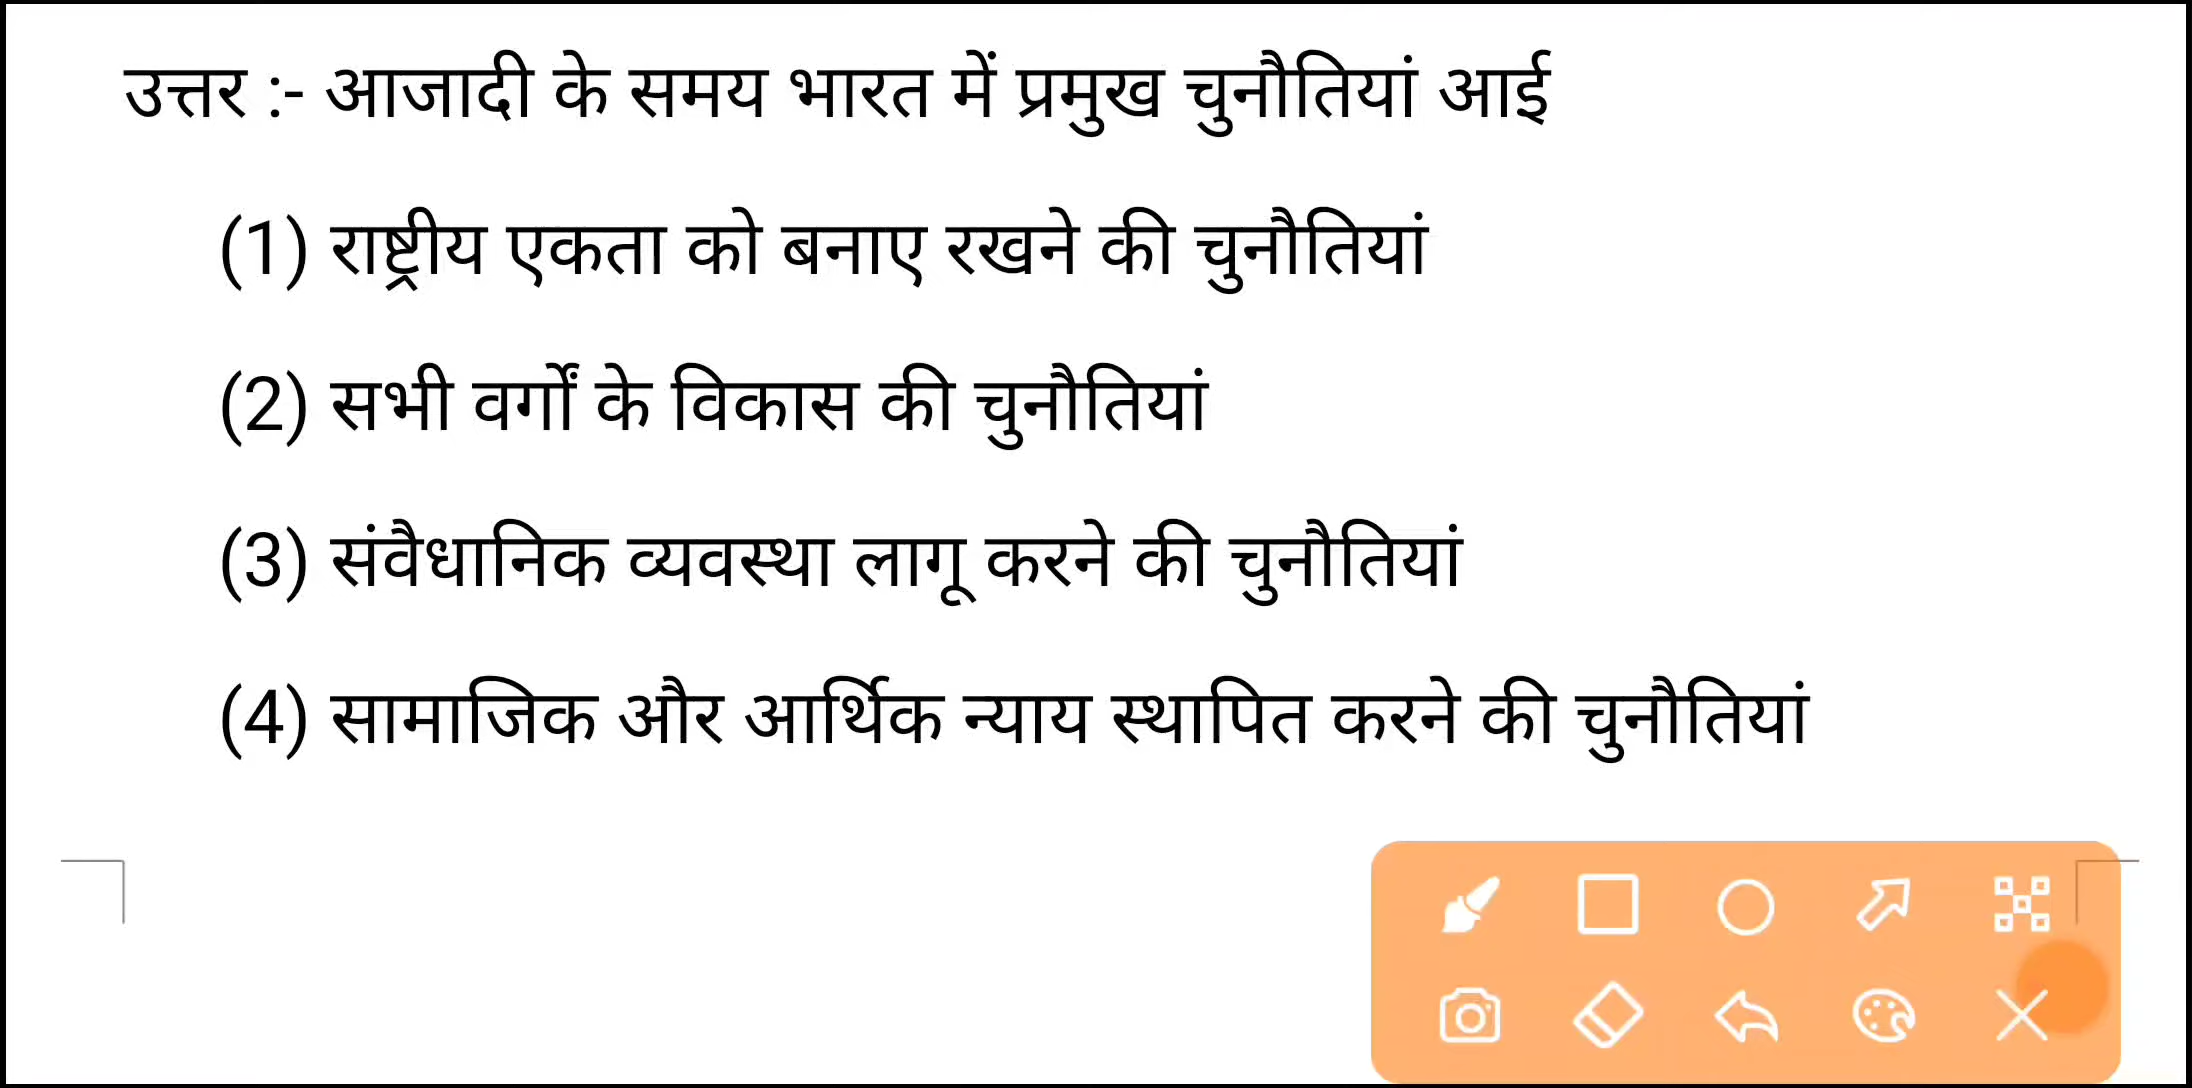 उत्तर :- आजादी के समय भारत में प्रमुख चुनौतियां आई
(1) राष्ट्रीय एकता को बनाए रखने की चुनौतियां
(2) सभी वर्गों के विकास की चुनौतियां
(3) संवैधानिक व्यवस्था लागू करने की चुनौतियां
(4) सामाजिक और आर्थिक न्याय स्थापित करने की चुनौतियां